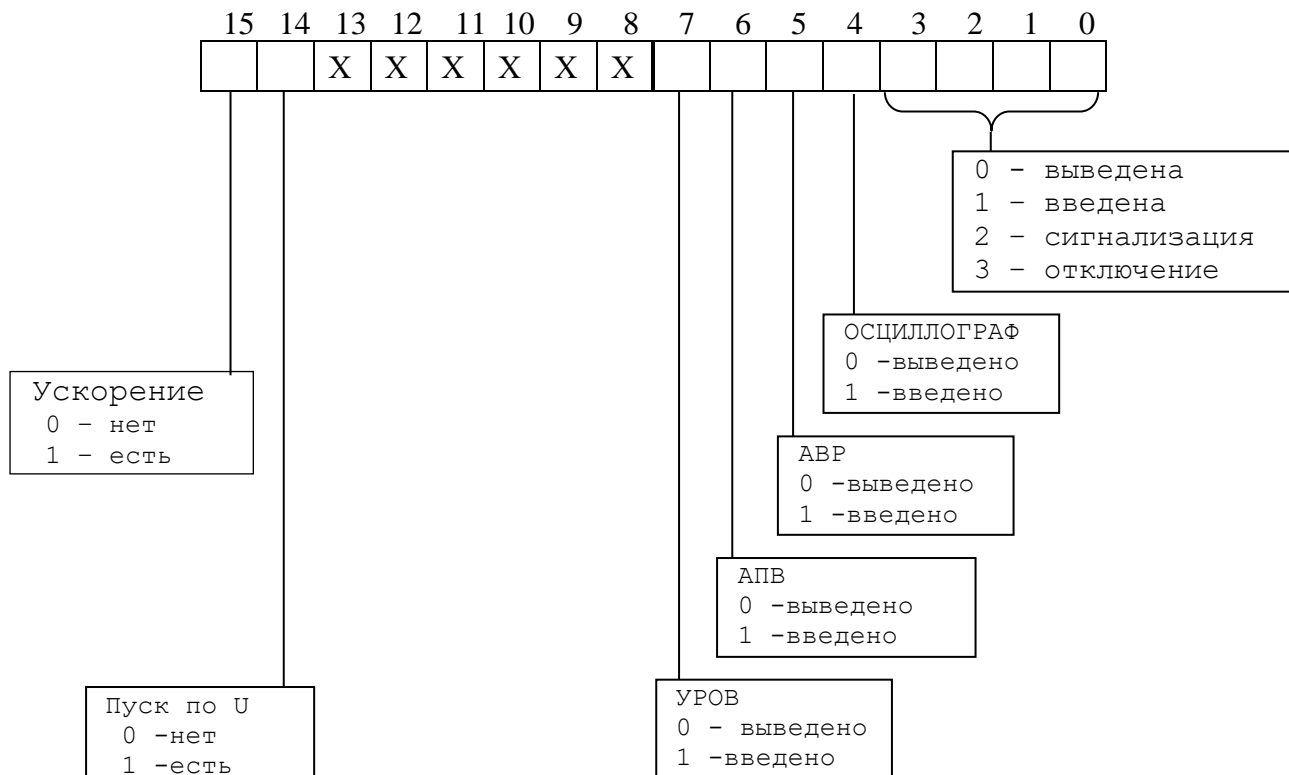 15 14 13 12 11 10 9 8 7 6 5 4 3 2 1 0
X X X X X X
0 – выведена
1 – введена
2 – сигнализация
3 – отключение
ОСЦИЛЛОГРАФ
0 -выведено
1 -введено
Ускорение
0 – нет
1 – есть
АВР
0 -выведено
1 -введено
АПВ
0 -выведено
1 -введено
Пуск по U
0 -нет
1 -есть
УРОВ
0 - выведено
1 -введено